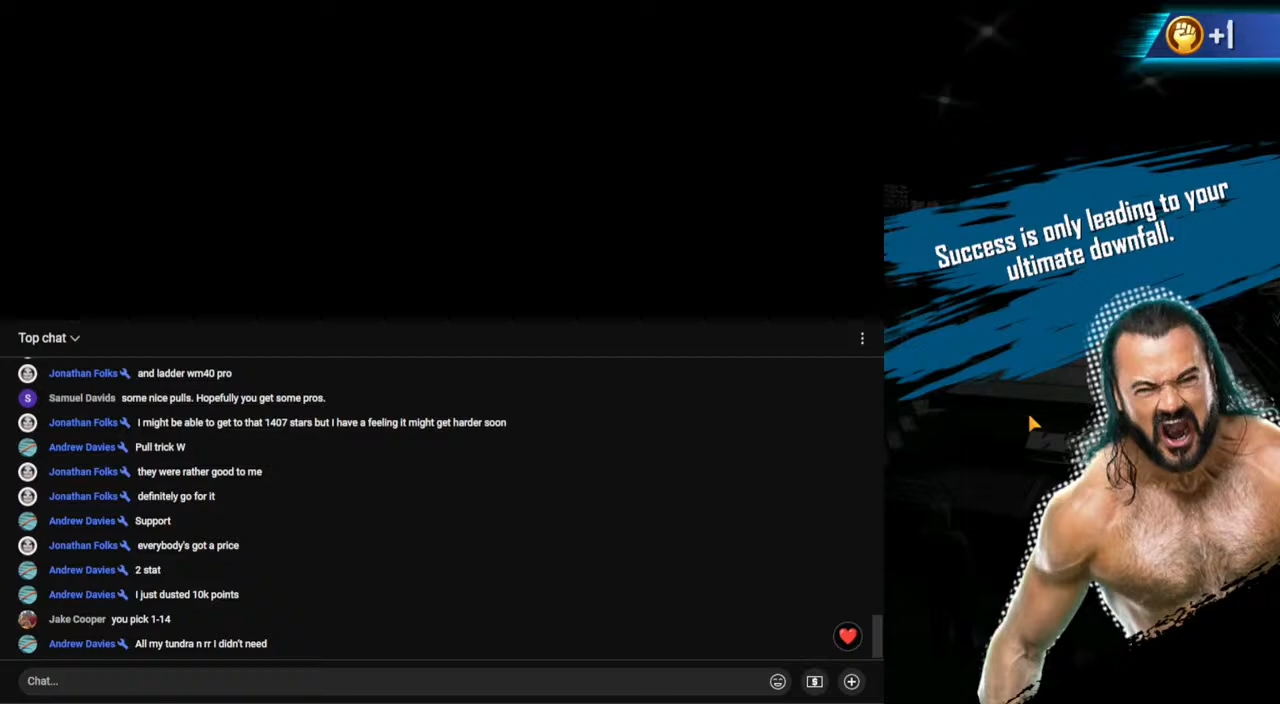 +1
Success is only leading to your
ultimate downfall.
Top chat
Jonathan Folks and ladder wm40 pro
S Samuel Davids some nice pulls. Hopefully you get some pros.
Jonathan Folks I might be able to get to that 1407 stars but I have a feeling it might get harder soon
Andrew Davies Pull trick W
Jonathan Folks they were rather good to me
Jonathan Folks definitely go for it
Andrew Davies Support
Jonathan Folks everybody's got a price
Andrew Davies 2 stat
Andrew Davies I just dusted 10k points
Jake Cooper you pick 1-14
Andrew Davies All my tundra n rr I didn't need
Chat...